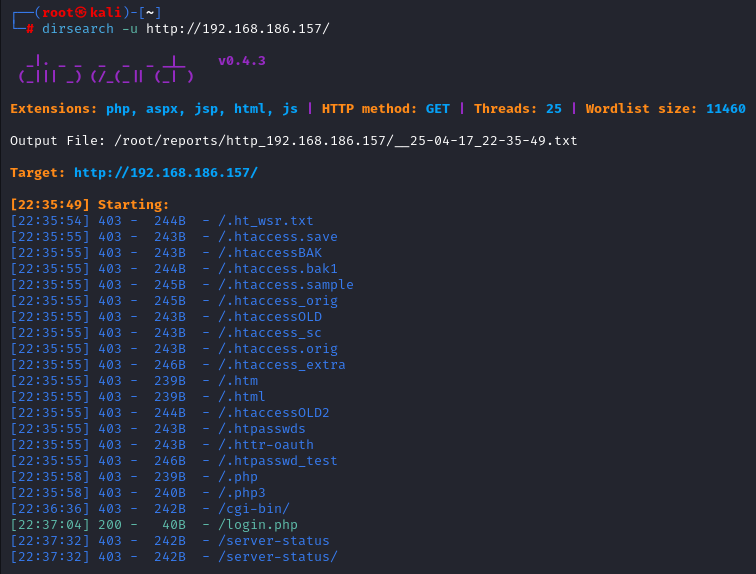 ┌──(root㉿kali)-[~]
└─# dirsearch -u http://192.168.186.157/

  _|. _ _  _  _  _ _|_    v0.4.3
 (_||| _) (/_(_|| (_| )

Extensions: php, aspx, jsp, html, js | HTTP method: GET | Threads: 25 | Wordlist size: 11460

Output File: /root/reports/http_192.168.186.157/__25-04-17_22-35-49.txt

Target: http://192.168.186.157/

[22:35:49] Starting:
[22:35:54] 403 -  244B  - /.ht_wsr.txt
[22:35:55] 403 -  243B  - /.htaccess.save
[22:35:55] 403 -  243B  - /.htaccessBAK
[22:35:55] 403 -  244B  - /.htaccess.bak1
[22:35:55] 403 -  245B  - /.htaccess.sample
[22:35:55] 403 -  245B  - /.htaccess_orig
[22:35:55] 403 -  243B  - /.htaccessOLD
[22:35:55] 403 -  243B  - /.htaccess_sc
[22:35:55] 403 -  243B  - /.htaccess.orig
[22:35:55] 403 -  246B  - /.htaccess_extra
[22:35:55] 403 -  239B  - /.htm
[22:35:55] 403 -  239B  - /.html
[22:35:55] 403 -  244B  - /.htaccessOLD2
[22:35:55] 403 -  243B  - /.htpasswds
[22:35:55] 403 -  243B  - /.httr-oauth
[22:35:55] 403 -  246B  - /.htpasswd_test
[22:35:58] 403 -  239B  - /.php
[22:35:58] 403 -  240B  - /.php3
[22:36:36] 403 -  242B  - /cgi-bin/
[22:37:04] 200 -   40B  - /login.php
[22:37:32] 403 -  242B  - /server-status
[22:37:32] 403 -  242B  - /server-status/